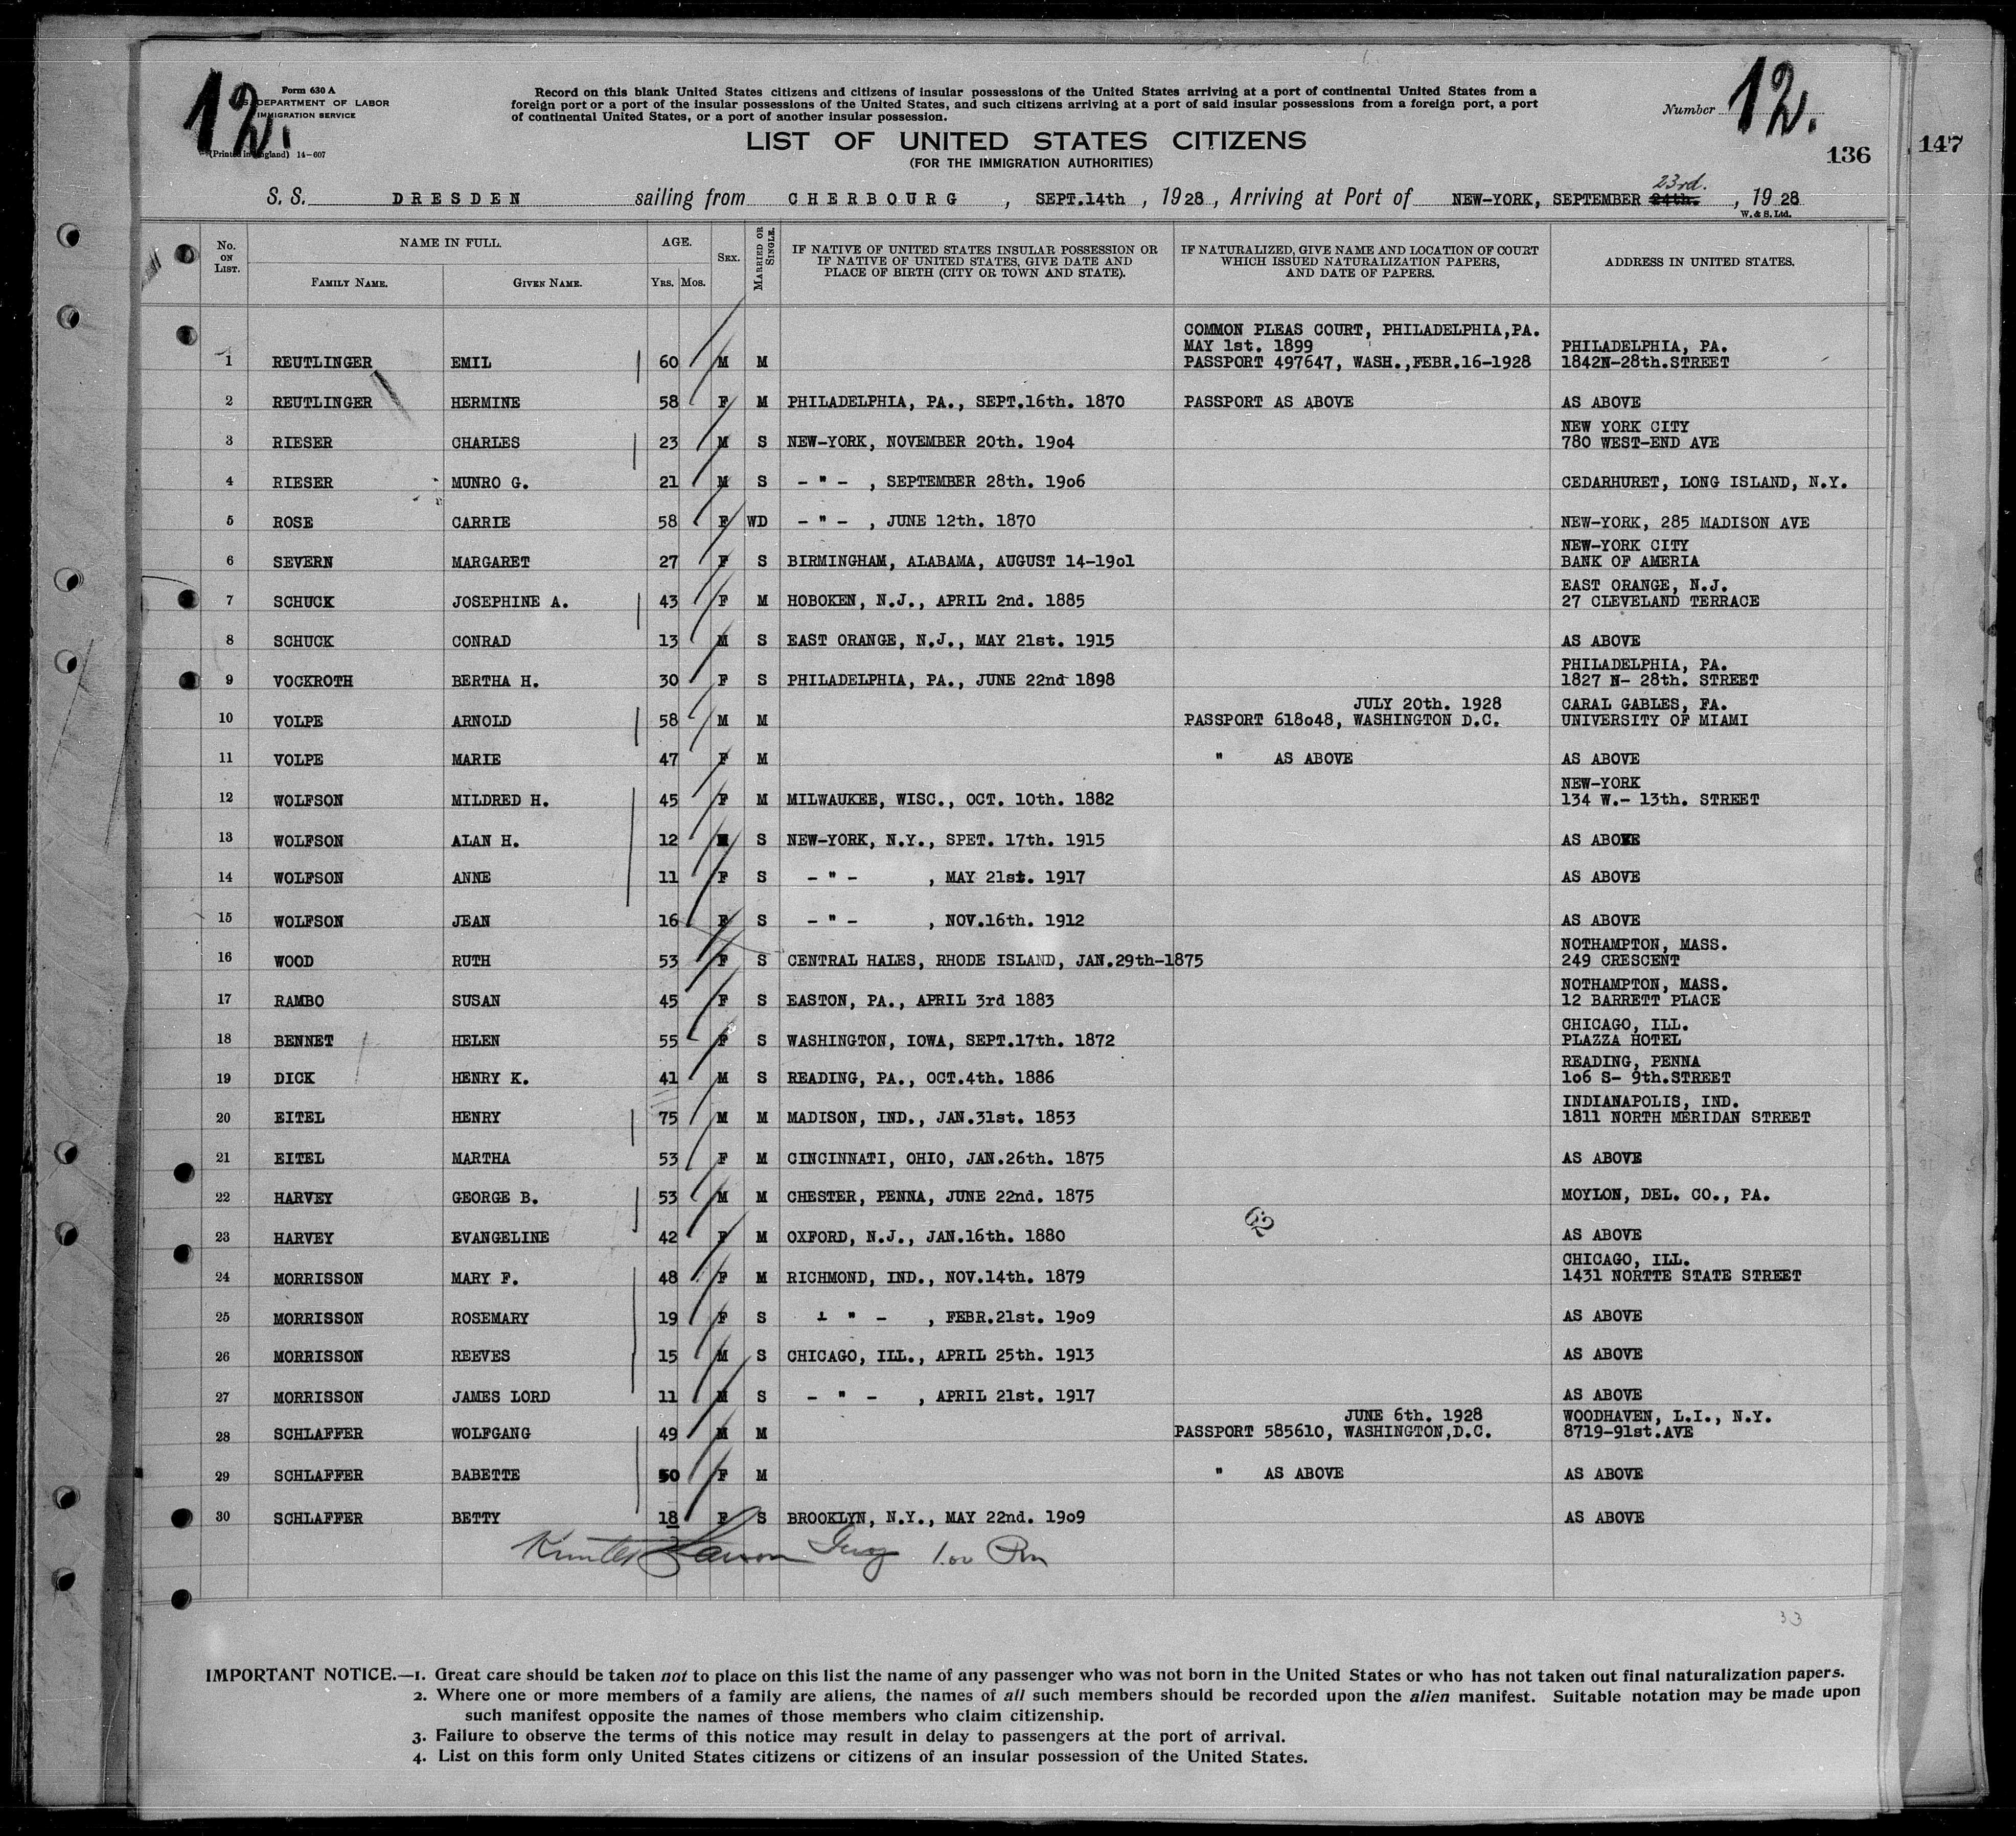 12.
Form 630 A
U.S. DEPARTMENT OF LABOR
IMMIGRATION SERVICE
(Printed in England) 14-607
Record on this blank United States citizens and citizens of insular possessions of the United States arriving at a port of continental United States from a
foreign port or a port of the insular possessions of the United States, and such citizens arriving at a port of said insular possessions from a foreign port, a port
of continental United States, or a port of another insular possession.
Number 12.
LIST OF UNITED STATES CITIZENS
(FOR THE IMMIGRATION AUTHORITIES)
136
147
S. S. DRESDEN sailing from CHERBOURG, SEPT.14th, 1928, Arriving at Port of NEW-YORK, SEPTEMBER 24th. 23rd., 1928
W. & S. Ltd.
No. ON LIST. NAME IN FULL. AGE. SEX. MARRIED OR SINGLE. IF NATIVE OF UNITED STATES INSULAR POSSESSION OR IF NATIVE OF UNITED STATES, GIVE DATE AND PLACE OF BIRTH (CITY OR TOWN AND STATE). IF NATURALIZED, GIVE NAME AND LOCATION OF COURT WHICH ISSUED NATURALIZATION PAPERS, AND DATE OF PAPERS. ADDRESS IN UNITED STATES.
FAMILY NAME. GIVEN NAME. YRS. MOS.
COMMON PLEAS COURT, PHILADELPHIA,PA.
MAY 1st. 1899 PHILADELPHIA, PA.
1 REUTLINGER EMIL 60 M M PASSPORT 497647, WASH.,FEBR.16-1928 1842N-28th.STREET
2 REUTLINGER HERMINE 58 F M PHILADELPHIA, PA., SEPT.16th. 1870 PASSPORT AS ABOVE AS ABOVE
NEW YORK CITY
3 RIESER CHARLES 23 M S NEW-YORK, NOVEMBER 20th. 19o4 780 WEST-END AVE
4 RIESER MUNRO G. 21 M S - " - , SEPTEMBER 28th. 19o6 CEDARHURET, LONG ISLAND, N.Y.
5 ROSE CARRIE 58 F WD - " - , JUNE 12th. 1870 NEW-YORK, 285 MADISON AVE
NEW-YORK CITY
6 SEVERN MARGARET 27 F S BIRMINGHAM, ALABAMA, AUGUST 14-19o1 BANK OF AMERIA
EAST ORANGE, N.J.
7 SCHUCK JOSEPHINE A. 43 F M HOBOKEN, N.J., APRIL 2nd. 1885 27 CLEVELAND TERRACE
8 SCHUCK CONRAD 13 M S EAST ORANGE, N.J., MAY 21st. 1915 AS ABOVE
PHILADELPHIA, PA.
9 VOCKROTH BERTHA H. 30 F S PHILADELPHIA, PA., JUNE 22nd 1898 1827 N- 28th. STREET
JULY 20th. 1928 CARAL GABLES, FA.
10 VOLPE ARNOLD 58 M M PASSPORT 618o48, WASHINGTON D.C. UNIVERSITY OF MIAMI
11 VOLPE MARIE 47 F M " AS ABOVE AS ABOVE
NEW-YORK
12 WOLFSON MILDRED H. 45 F M MILWAUKEE, WISC., OCT. 10th. 1882 134 W.- 13th. STREET
13 WOLFSON ALAN H. 12 M S NEW-YORK, N.Y., SPET. 17th. 1915 AS ABOVE
14 WOLFSON ANNE 11 F S - " - , MAY 21st. 1917 AS ABOVE
15 WOLFSON JEAN 16 F S - " - , NOV.16th. 1912 AS ABOVE
NOTHAMPTON, MASS.
16 WOOD RUTH 53 F S CENTRAL HALES, RHODE ISLAND, JAN.29th-1875 249 CRESCENT
NOTHAMPTON, MASS.
17 RAMBO SUSAN 45 F S EASTON, PA., APRIL 3rd 1883 12 BARRETT PLACE
CHICAGO, ILL.
18 BENNET HELEN 55 F S WASHINGTON, IOWA, SEPT.17th. 1872 PLAZZA HOTEL
READING, PENNA
19 DICK HENRY K. 41 M S READING, PA., OCT.4th. 1886 1o6 S- 9th.STREET
INDIANAPOLIS, IND.
20 EITEL HENRY 75 M M MADISON, IND., JAN.31st. 1853 1811 NORTH MERIDAN STREET
21 EITEL MARTHA 53 F M CINCINNATI, OHIO, JAN.26th. 1875 AS ABOVE
22 HARVEY GEORGE B. 53 M M CHESTER, PENNA, JUNE 22nd. 1875 MOYLON, DEL. CO., PA.
62
23 HARVEY EVANGELINE 42 F M OXFORD, N.J., JAN.16th. 1880 AS ABOVE
CHICAGO, ILL.
24 MORRISSON MARY F. 48 F M RICHMOND, IND., NOV.14th. 1879 1431 NORTTE STATE STREET
25 MORRISSON ROSEMARY 19 F S " - , FEBR.21st. 19o9 AS ABOVE
26 MORRISSON REEVES 15 M S CHICAGO, ILL., APRIL 25th. 1913 AS ABOVE
27 MORRISSON JAMES LORD 11 M S - " - , APRIL 21st. 1917 AS ABOVE
JUNE 6th. 1928 WOODHAVEN, L.I., N.Y.
28 SCHLAFFER WOLFGANG 49 M M PASSPORT 585610, WASHINGTON,D.C. 8719-91st.AVE
29 SCHLAFFER BABETTE 50 F M " AS ABOVE AS ABOVE
30 SCHLAFFER BETTY 18 F S BROOKLYN, N.Y., MAY 22nd. 19o9 AS ABOVE
1.00 Pm
33
IMPORTANT NOTICE.—1. Great care should be taken not to place on this list the name of any passenger who was not born in the United States or who has not taken out final naturalization papers.
2. Where one or more members of a family are aliens, the names of all such members should be recorded upon the alien manifest. Suitable notation may be made upon
such manifest opposite the names of those members who claim citizenship.
3. Failure to observe the terms of this notice may result in delay to passengers at the port of arrival.
4. List on this form only United States citizens or citizens of an insular possession of the United States.